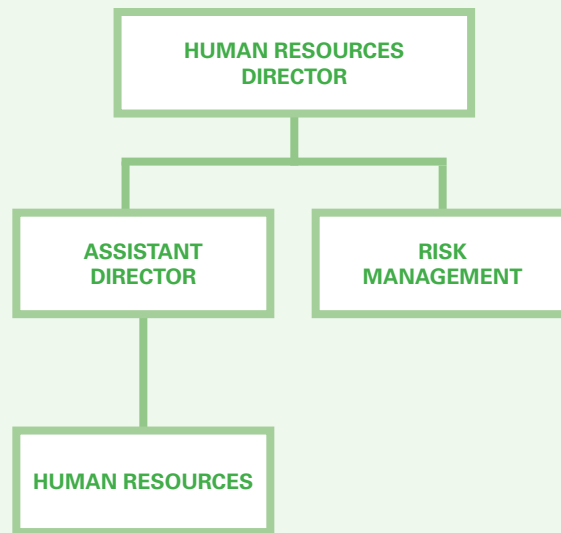 HUMAN RESOURCES
DIRECTOR
ASSISTANT
DIRECTOR
RISK
MANAGEMENT
HUMAN RESOURCES